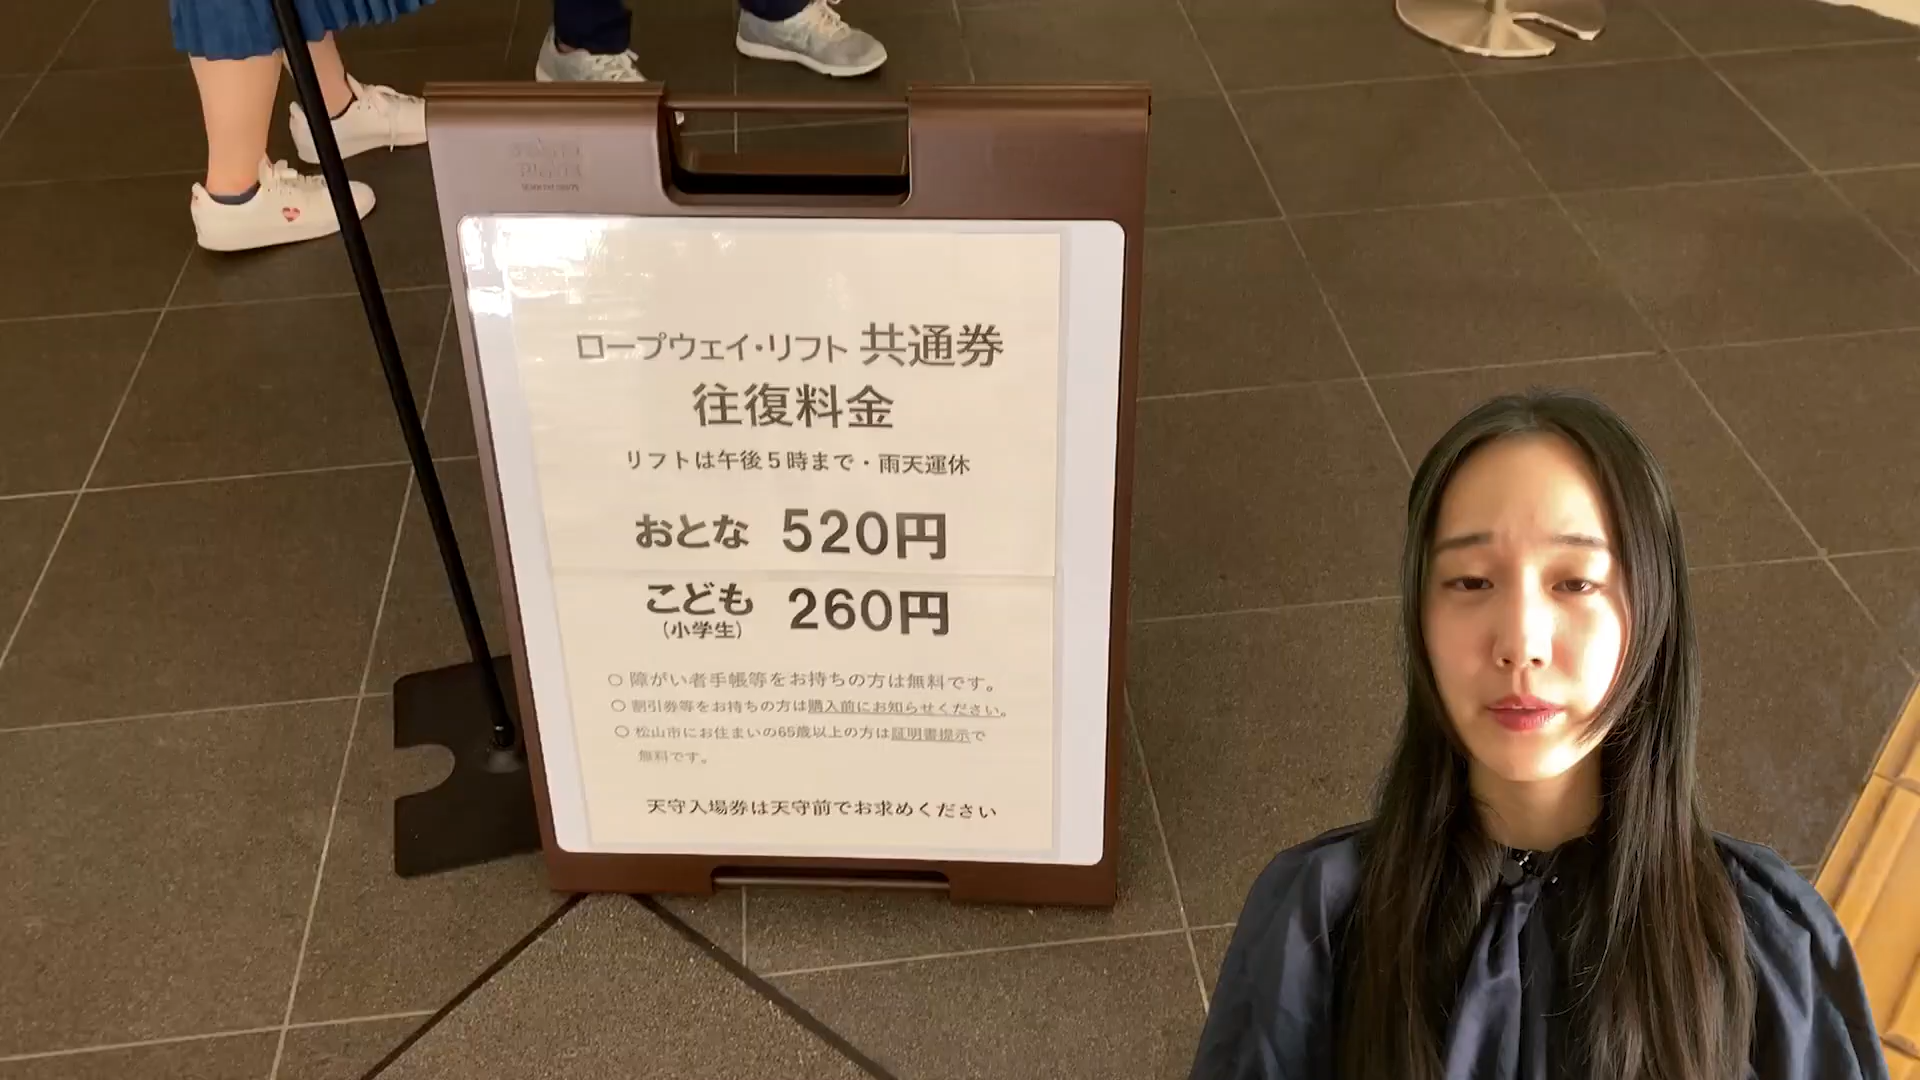 ロープウェイ・リフト 共通券
往復料金
リフトは午後5時まで・雨天運休
おとな 520円
こども 260円
(小学生)
○ 障がい者手帳等をお持ちの方は無料です。
○ 割引券等をお持ちの方は購入前にお知らせください。
○ 松山市にお住まいの65歳以上の方は証明書提示で
無料です。
天守入場券は天守前でお求めください